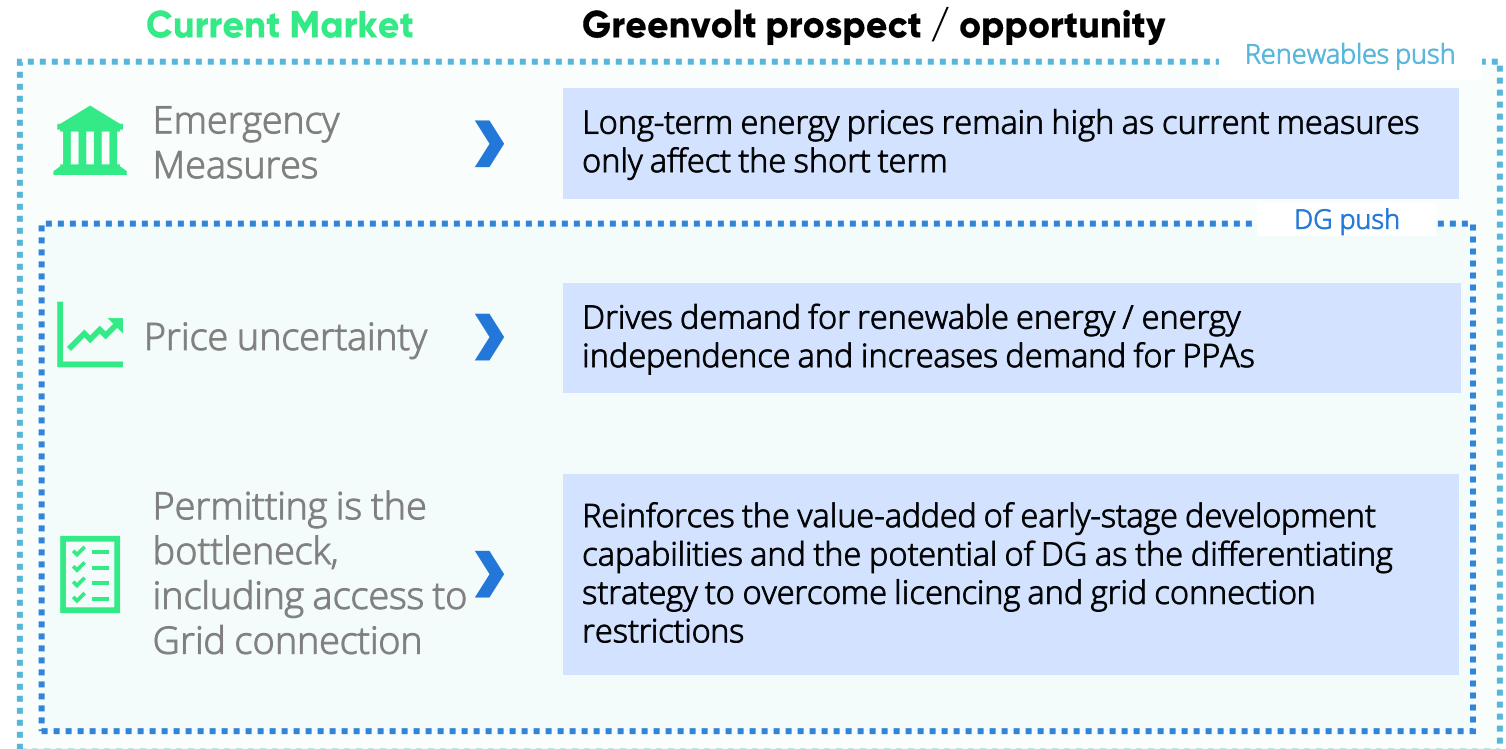 Current Market
Greenvolt prospect / opportunity
Renewables push
Emergency
Measures
Long-term energy prices remain high as current measures
only affect the short term
DG push
Price uncertainty
Drives demand for renewable energy / energy
independence and increases demand for PPAs
Permitting is the
bottleneck,
including access to
Grid connection
Reinforces the value-added of early-stage development
capabilities and the potential of DG as the differentiating
strategy to overcome licencing and grid connection
restrictions